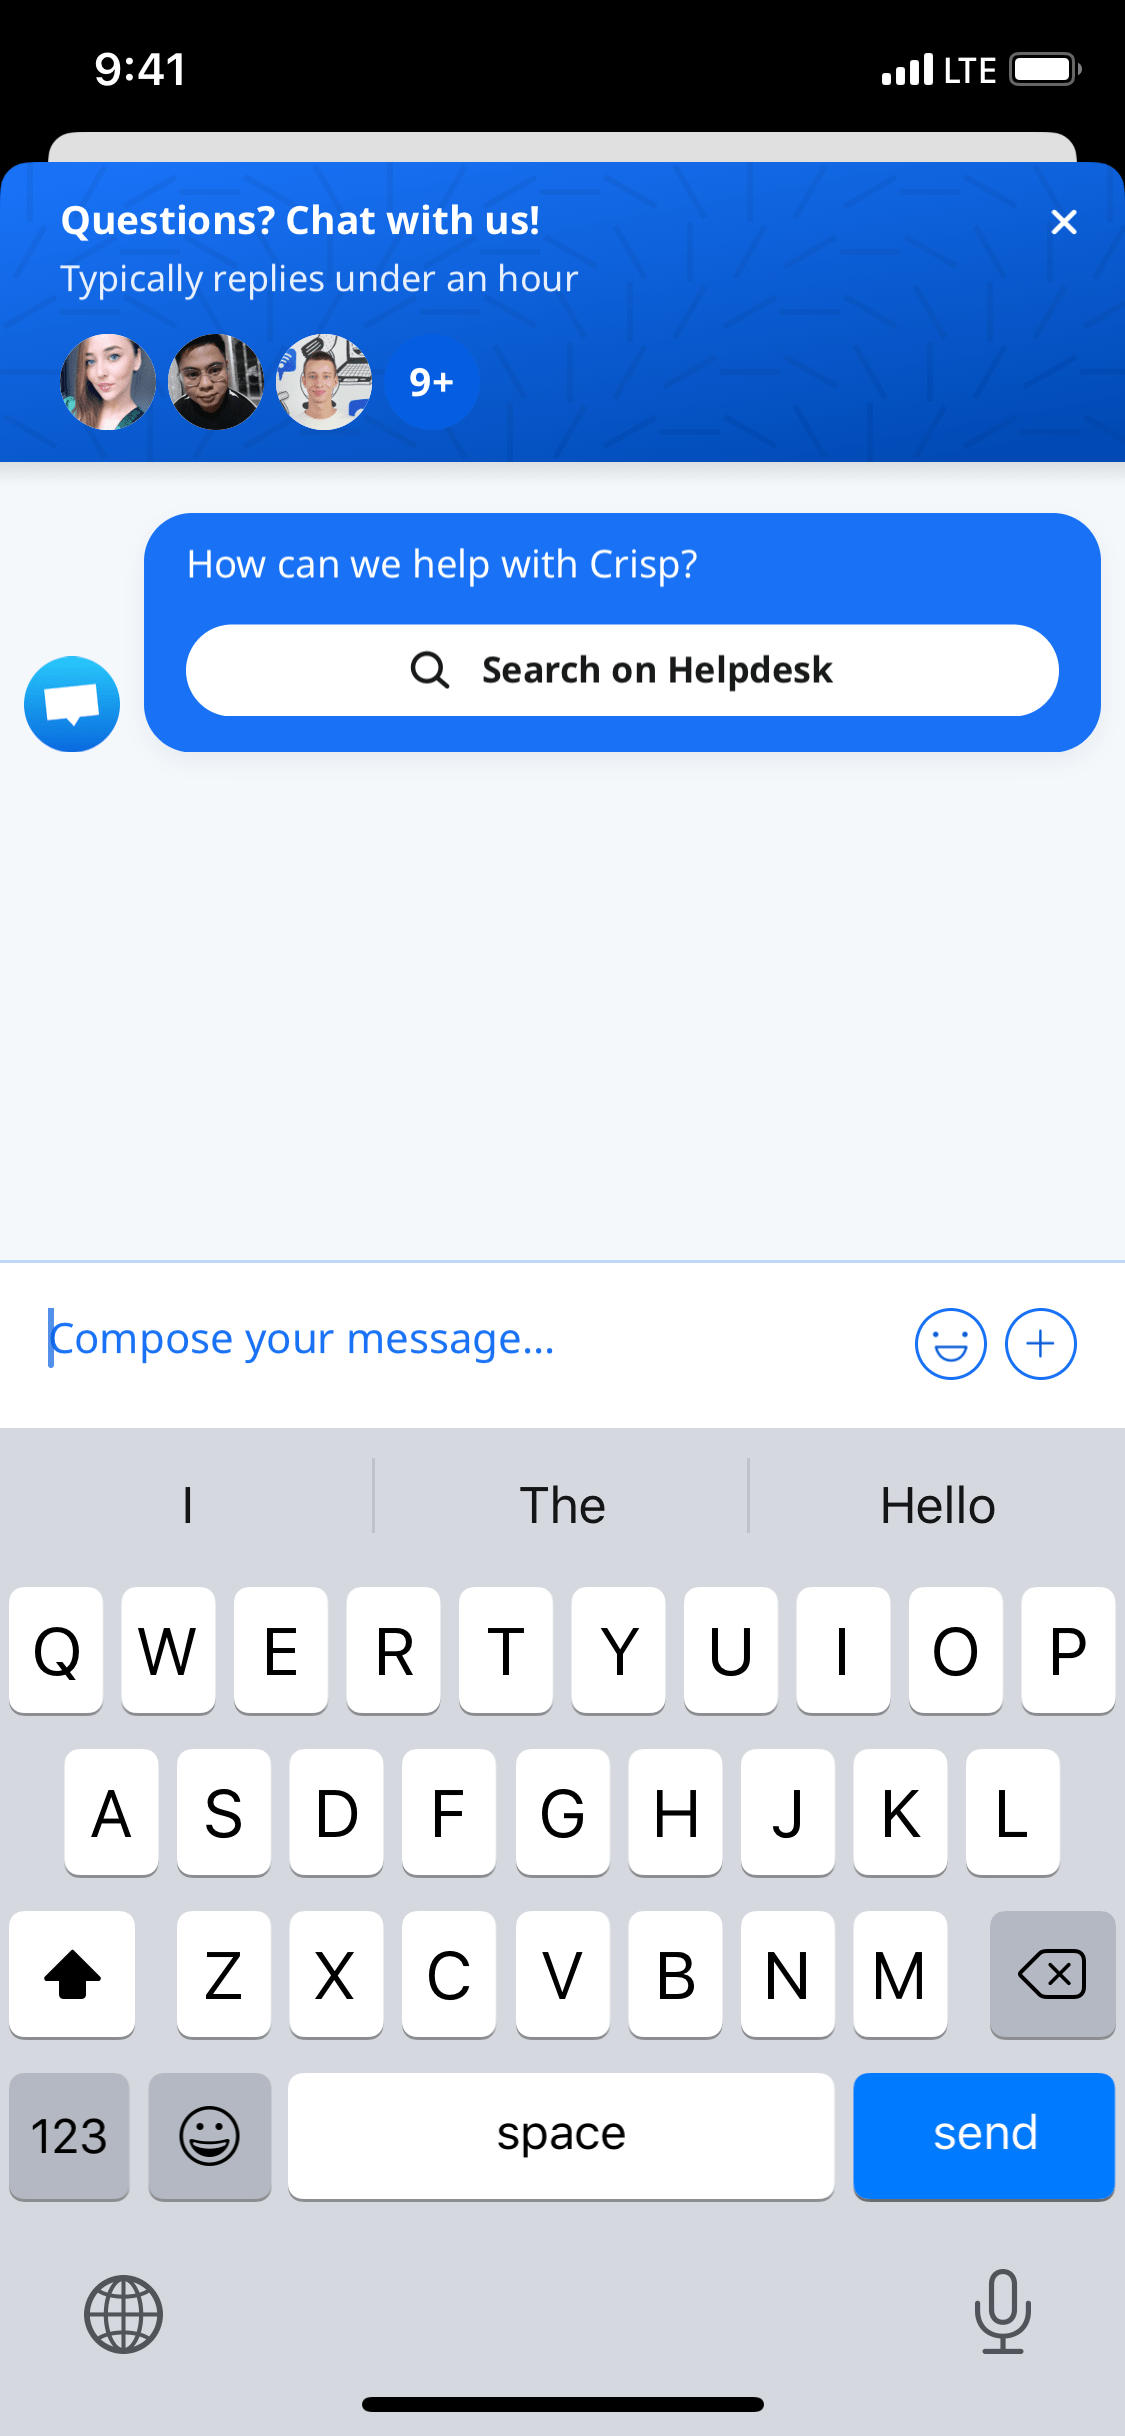 9:41
LTE
Questions? Chat with us!
Typically replies under an hour
9+
How can we help with Crisp?
Search on Helpdesk
Compose your message...
I The Hello
Q W E R T Y U I O P
A S D F G H J K L
Z X C V B N M
123 space send